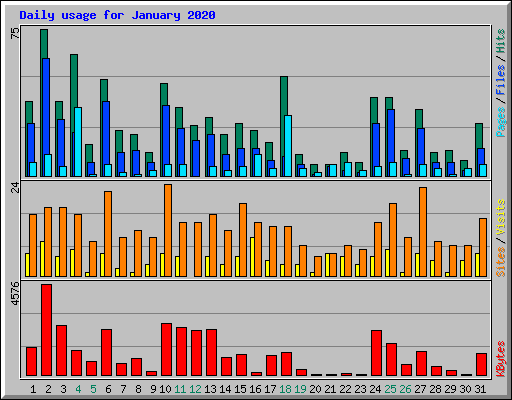 Daily usage for January 2020
75
Pages / Files / Hits
24
Sites / Visits
4576
KBytes
1 2 3 4 5 6 7 8 9 10 11 12 13 14 15 16 17 18 19 20 21 22 23 24 25 26 27 28 29 30 31